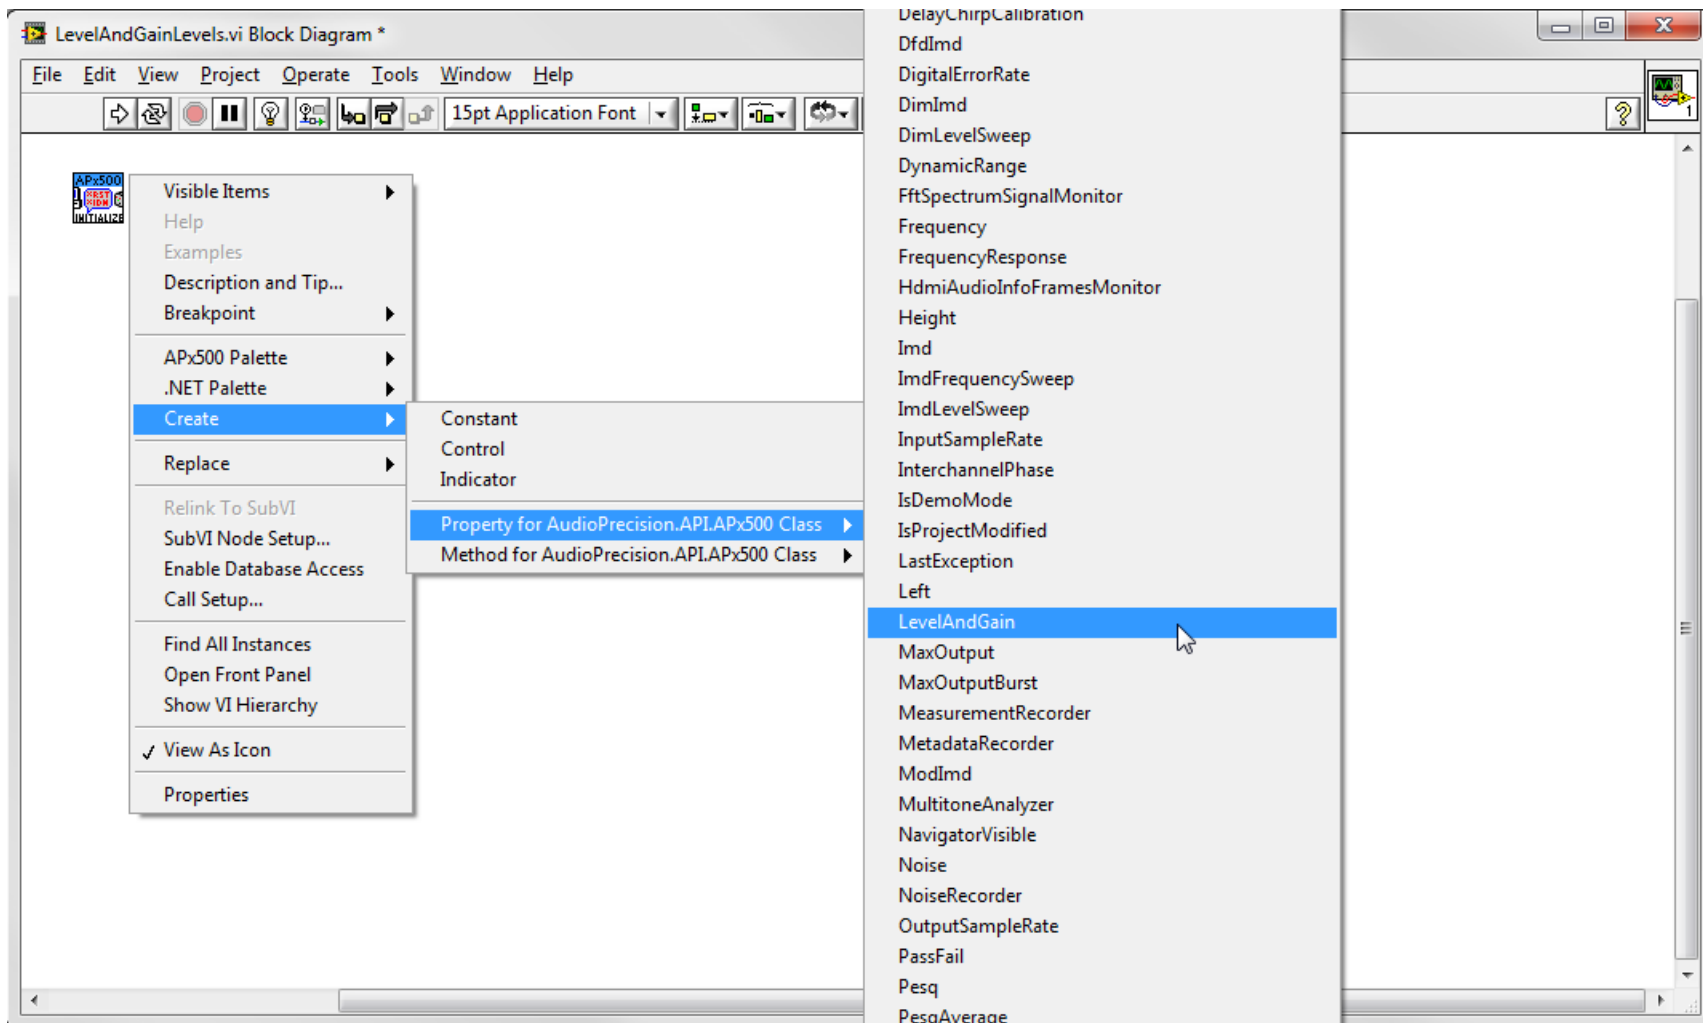 LevelAndGainLevels.vi Block Diagram *
File Edit View Project Operate Tools Window Help
15pt Application Font
1
APx500
*RST
*IDN
INITIALIZE
Visible Items
Help
Examples
Description and Tip...
Breakpoint
APx500 Palette
.NET Palette
Create
Replace
Relink To SubVI
SubVI Node Setup...
Enable Database Access
Call Setup...
Find All Instances
Open Front Panel
Show VI Hierarchy
View As Icon
Properties
Constant
Control
Indicator
Property for AudioPrecision.API.APx500 Class
Method for AudioPrecision.API.APx500 Class
DelayChirpCalibration
DfdImd
DigitalErrorRate
DimImd
DimLevelSweep
DynamicRange
FftSpectrumSignalMonitor
Frequency
FrequencyResponse
HdmiAudioInfoFramesMonitor
Height
Imd
ImdFrequencySweep
ImdLevelSweep
InputSampleRate
InterchannelPhase
IsDemoMode
IsProjectModified
LastException
Left
LevelAndGain
MaxOutput
MaxOutputBurst
MeasurementRecorder
MetadataRecorder
ModImd
MultitoneAnalyzer
NavigatorVisible
Noise
NoiseRecorder
OutputSampleRate
PassFail
Pesq
PesqAverage